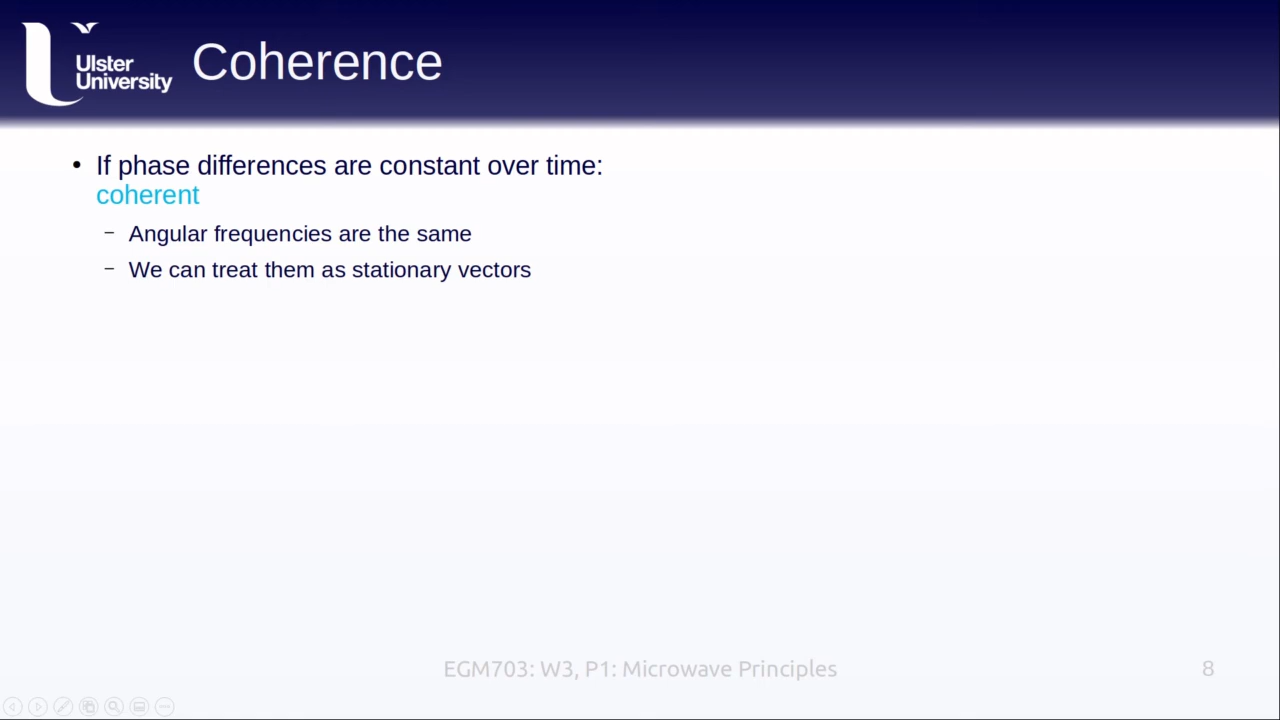 Ulster
University
Coherence
• If phase differences are constant over time:
coherent
– Angular frequencies are the same
– We can treat them as stationary vectors
EGM703: W3, P1: Microwave Principles
8